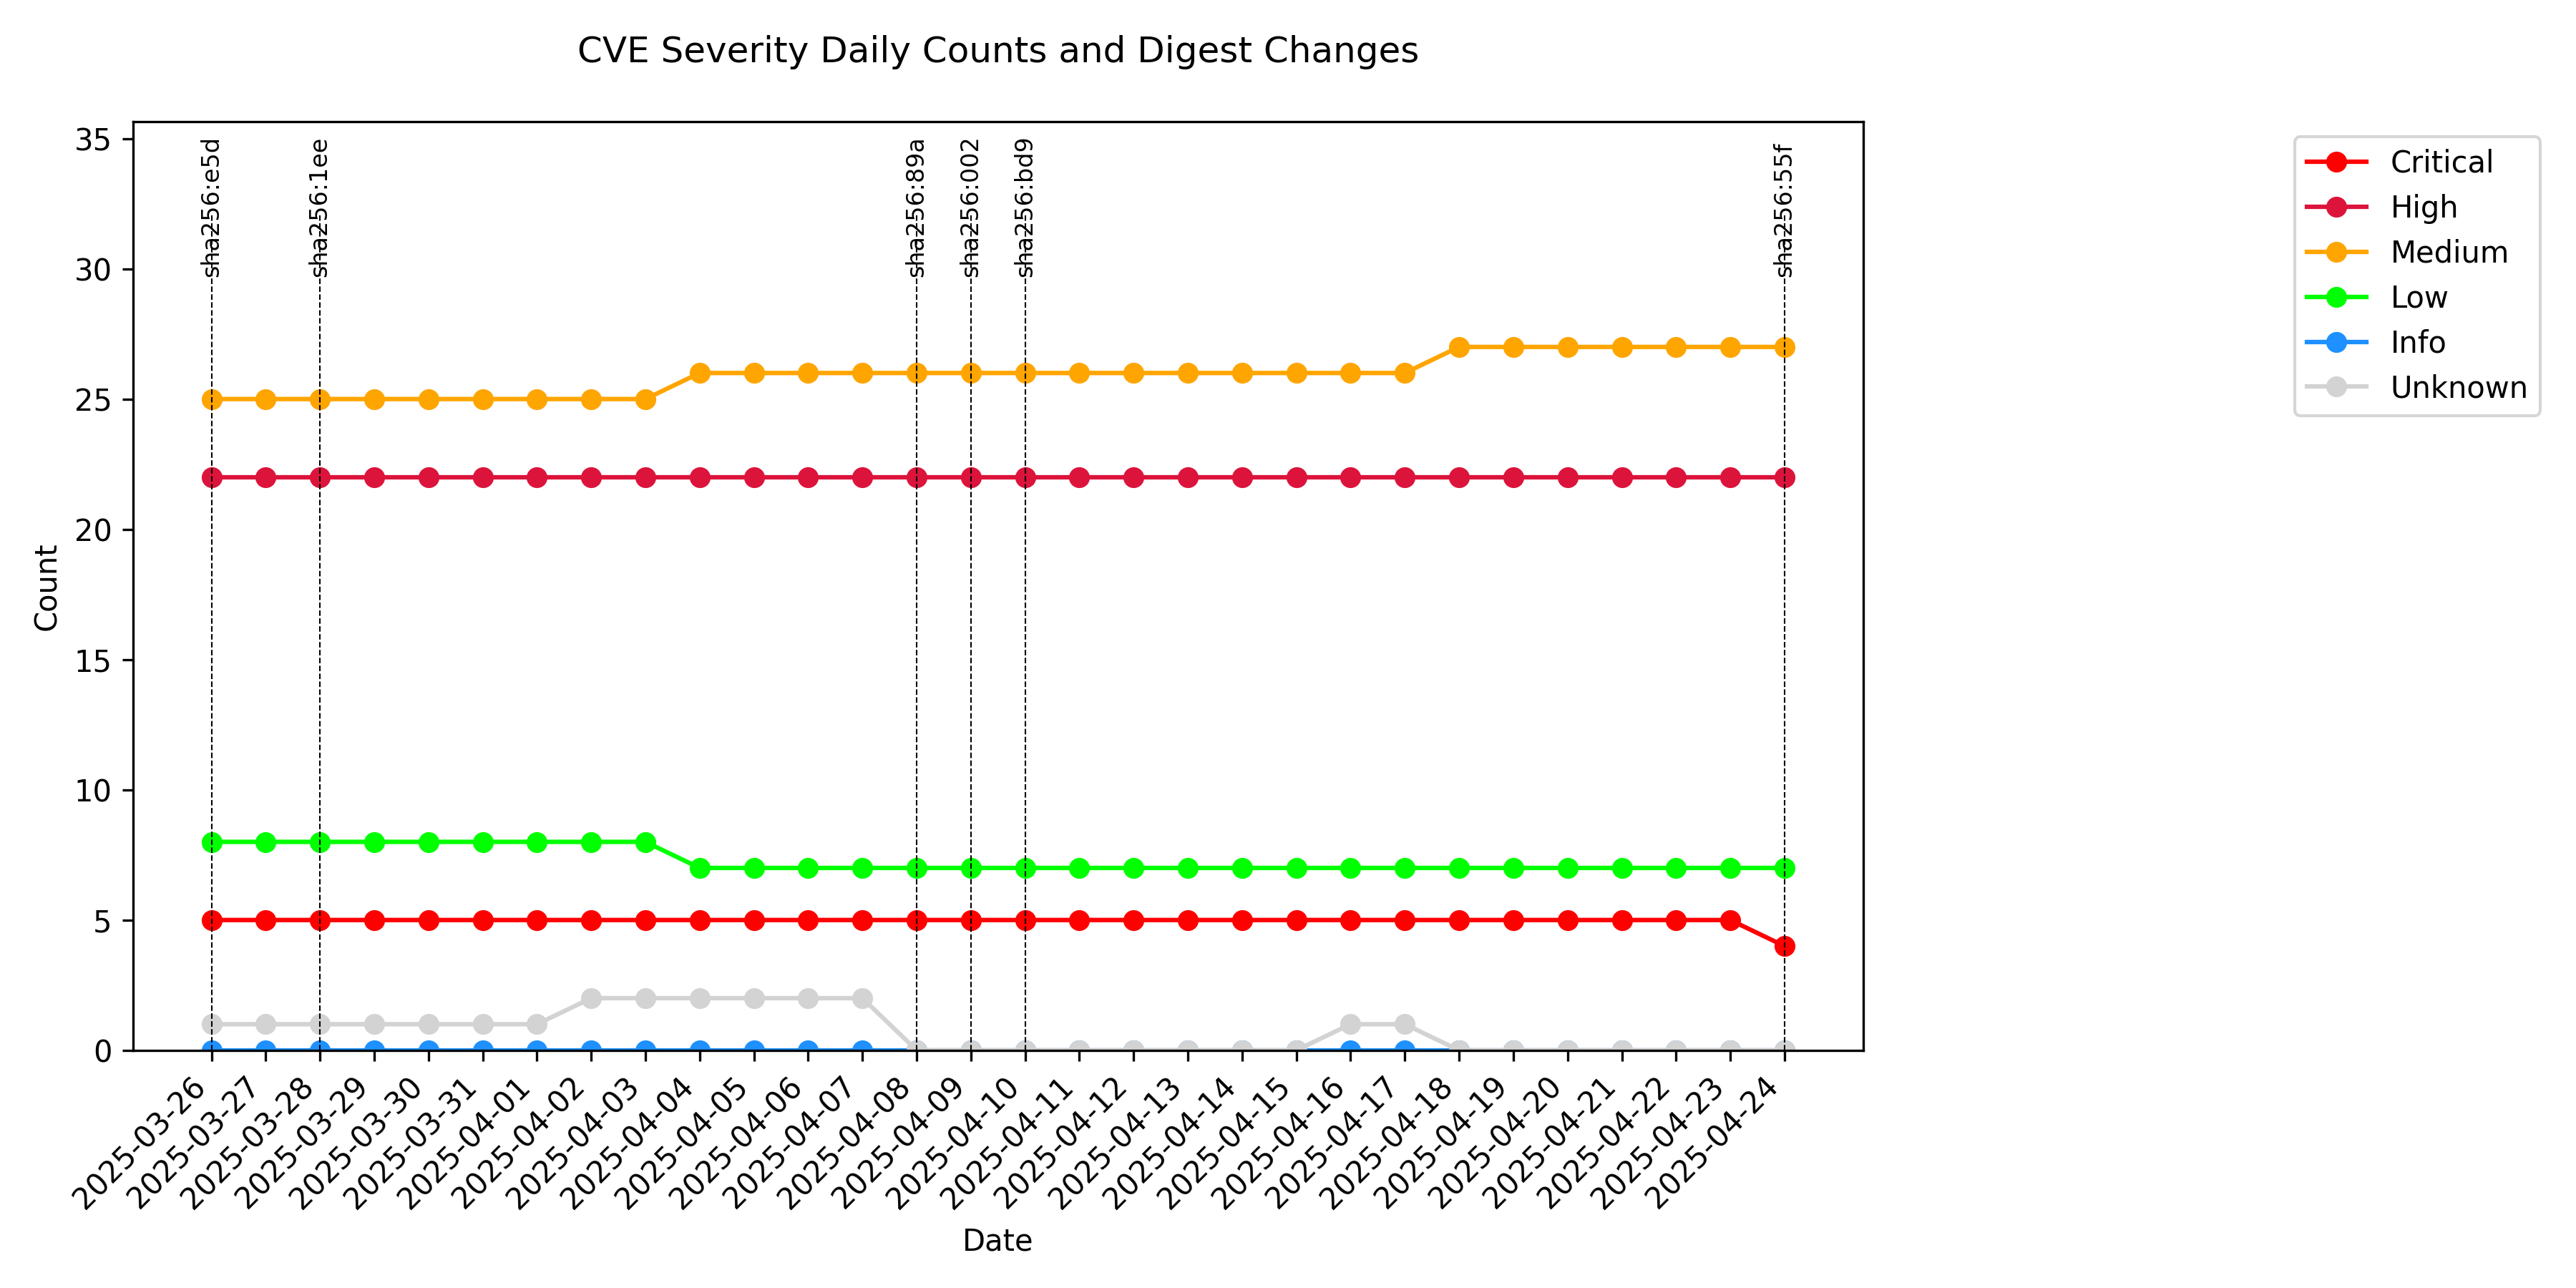 CVE Severity Daily Counts and Digest Changes
35
30
25
20
15
10
5
0
Count
sha256:e5d
sha256:1ee
sha256:89a
sha256:002
sha256:bd9
sha256:55f
Critical
High
Medium
Low
Info
Unknown
2025-03-26
2025-03-27
2025-03-28
2025-03-29
2025-03-30
2025-03-31
2025-04-01
2025-04-02
2025-04-03
2025-04-04
2025-04-05
2025-04-06
2025-04-07
2025-04-08
2025-04-09
2025-04-10
2025-04-11
2025-04-12
2025-04-13
2025-04-14
2025-04-15
2025-04-16
2025-04-17
2025-04-18
2025-04-19
2025-04-20
2025-04-21
2025-04-22
2025-04-23
2025-04-24
Date